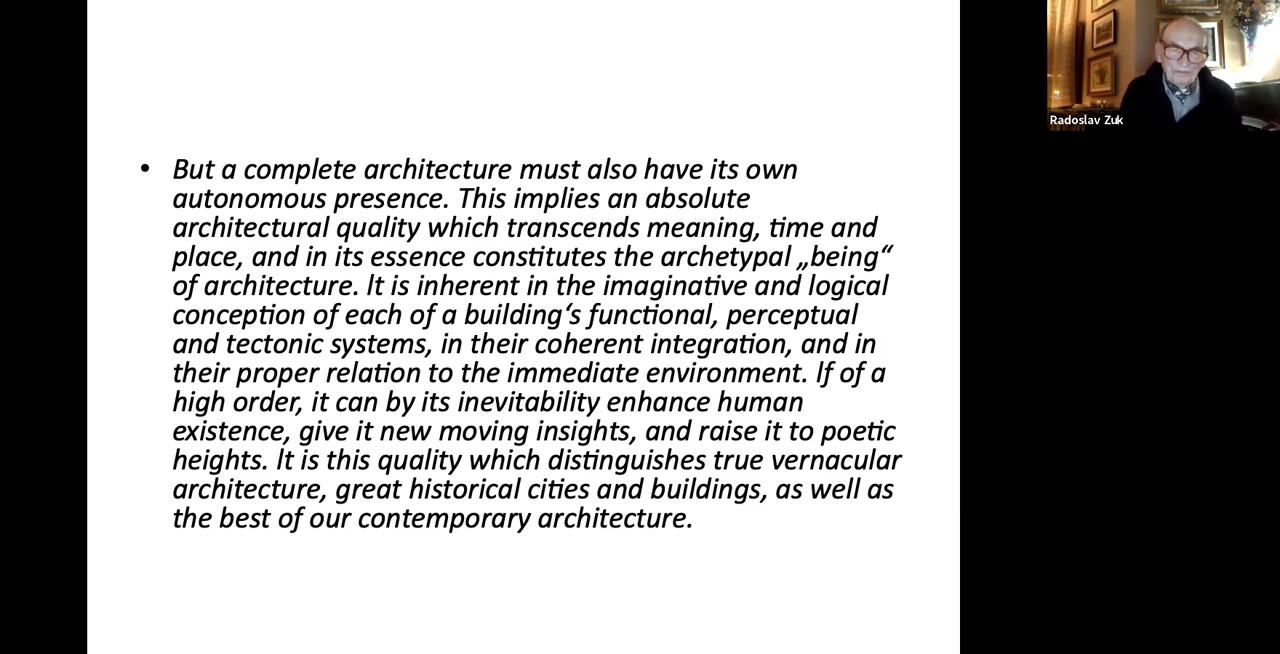 • But a complete architecture must also have its own
autonomous presence. This implies an absolute
architectural quality which transcends meaning, time and
place, and in its essence constitutes the archetypal „being“
of architecture. It is inherent in the imaginative and logical
conception of each of a building‘s functional, perceptual
and tectonic systems, in their coherent integration, and in
their proper relation to the immediate environment. If of a
high order, it can by its inevitability enhance human
existence, give it new moving insights, and raise it to poetic
heights. It is this quality which distinguishes true vernacular
architecture, great historical cities and buildings, as well as
the best of our contemporary architecture.
Radoslav Zuk